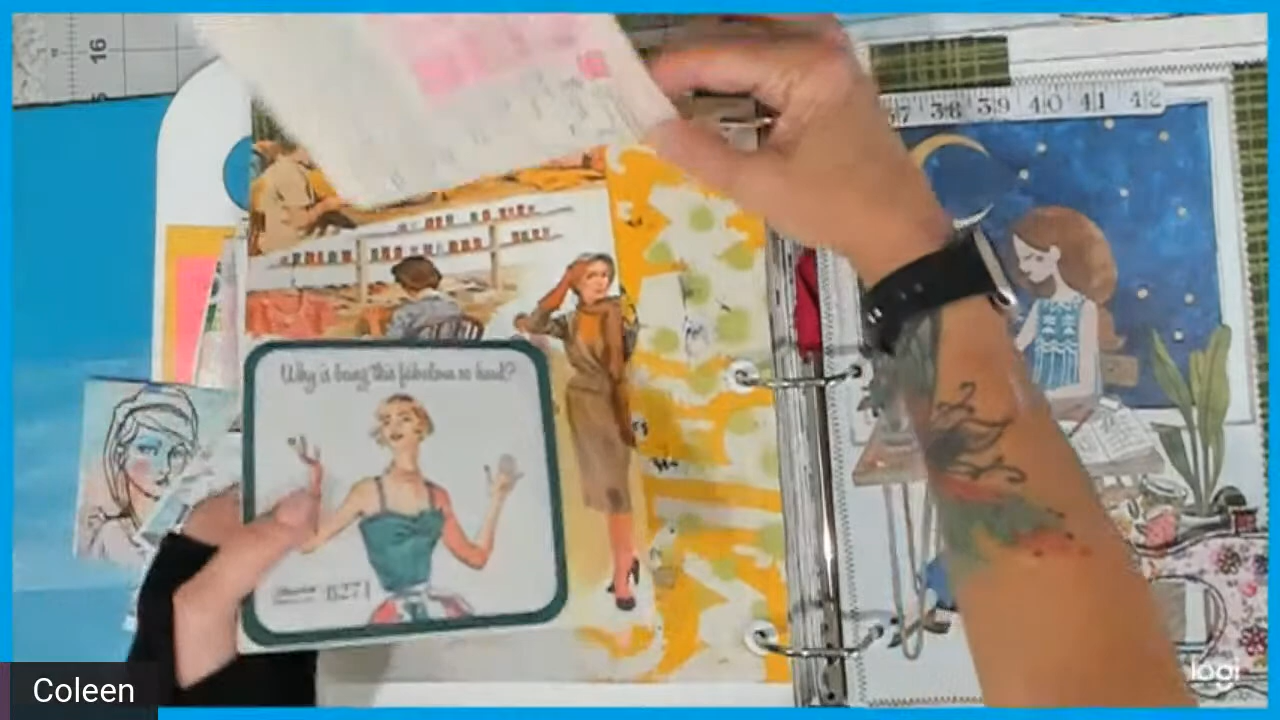 16
37 38 39 40 41 42
Why is being this fabulous so hard?
Coleen
logi